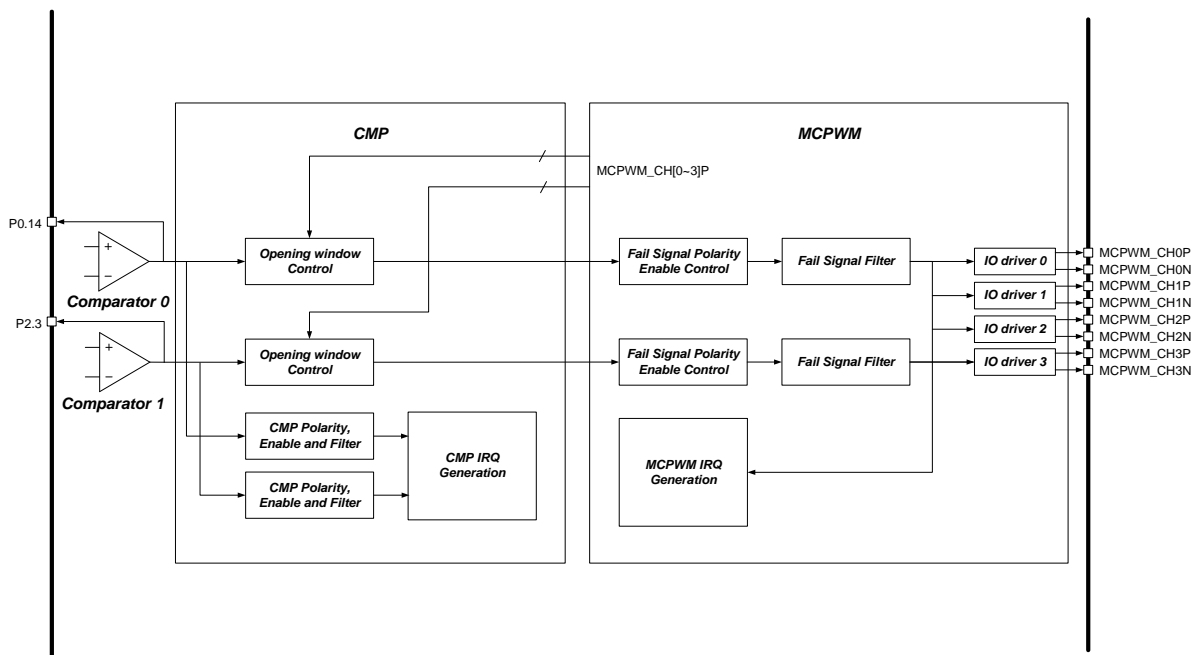 CMP
MCPWM
MCPWM_CH[0~3]P
P0.14
+
−
Comparator 0
Opening window
Control
Fail Signal Polarity
Enable Control
Fail Signal Filter
IO driver 0
MCPWM_CH0P
MCPWM_CH0N
IO driver 1
MCPWM_CH1P
MCPWM_CH1N
P2.3
+
−
Comparator 1
Opening window
Control
Fail Signal Polarity
Enable Control
Fail Signal Filter
IO driver 2
MCPWM_CH2P
MCPWM_CH2N
IO driver 3
MCPWM_CH3P
MCPWM_CH3N
CMP Polarity,
Enable and Filter
CMP Polarity,
Enable and Filter
CMP IRQ
Generation
MCPWM IRQ
Generation